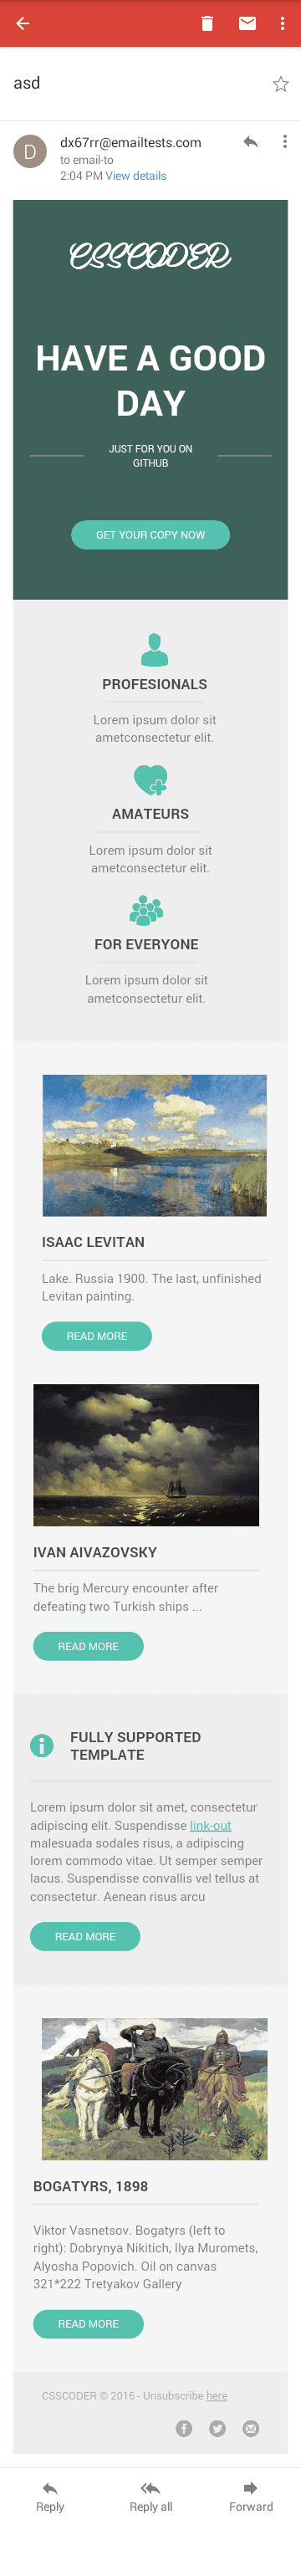 asd
D
dx67rr@emailtests.com
to email-to
2:04 PM View details
CSSCODER
HAVE A GOOD
DAY
JUST FOR YOU ON
GITHUB
GET YOUR COPY NOW
PROFESIONALS
Lorem ipsum dolor sit
ametconsectetur elit.
AMATEURS
Lorem ipsum dolor sit
ametconsectetur elit.
FOR EVERYONE
Lorem ipsum dolor sit
ametconsectetur elit.
ISAAC LEVITAN
Lake. Russia 1900. The last, unfinished
Levitan painting.
READ MORE
IVAN AIVAZOVSKY
The brig Mercury encounter after
defeating two Turkish ships ...
READ MORE
FULLY SUPPORTED
TEMPLATE
Lorem ipsum dolor sit amet, consectetur
adipiscing elit. Suspendisse link-out
malesuada sodales risus, a adipiscing
lorem commodo vitae. Ut semper semper
lacus. Suspendisse convallis vel tellus at
consectetur. Aenean risus arcu
READ MORE
BOGATYRS, 1898
Viktor Vasnetsov. Bogatyrs (left to
right): Dobrynya Nikitich, Ilya Muromets,
Alyosha Popovich. Oil on canvas
321*222 Tretyakov Gallery
READ MORE
CSSCODER © 2016 - Unsubscribe here
Reply
Reply all
Forward